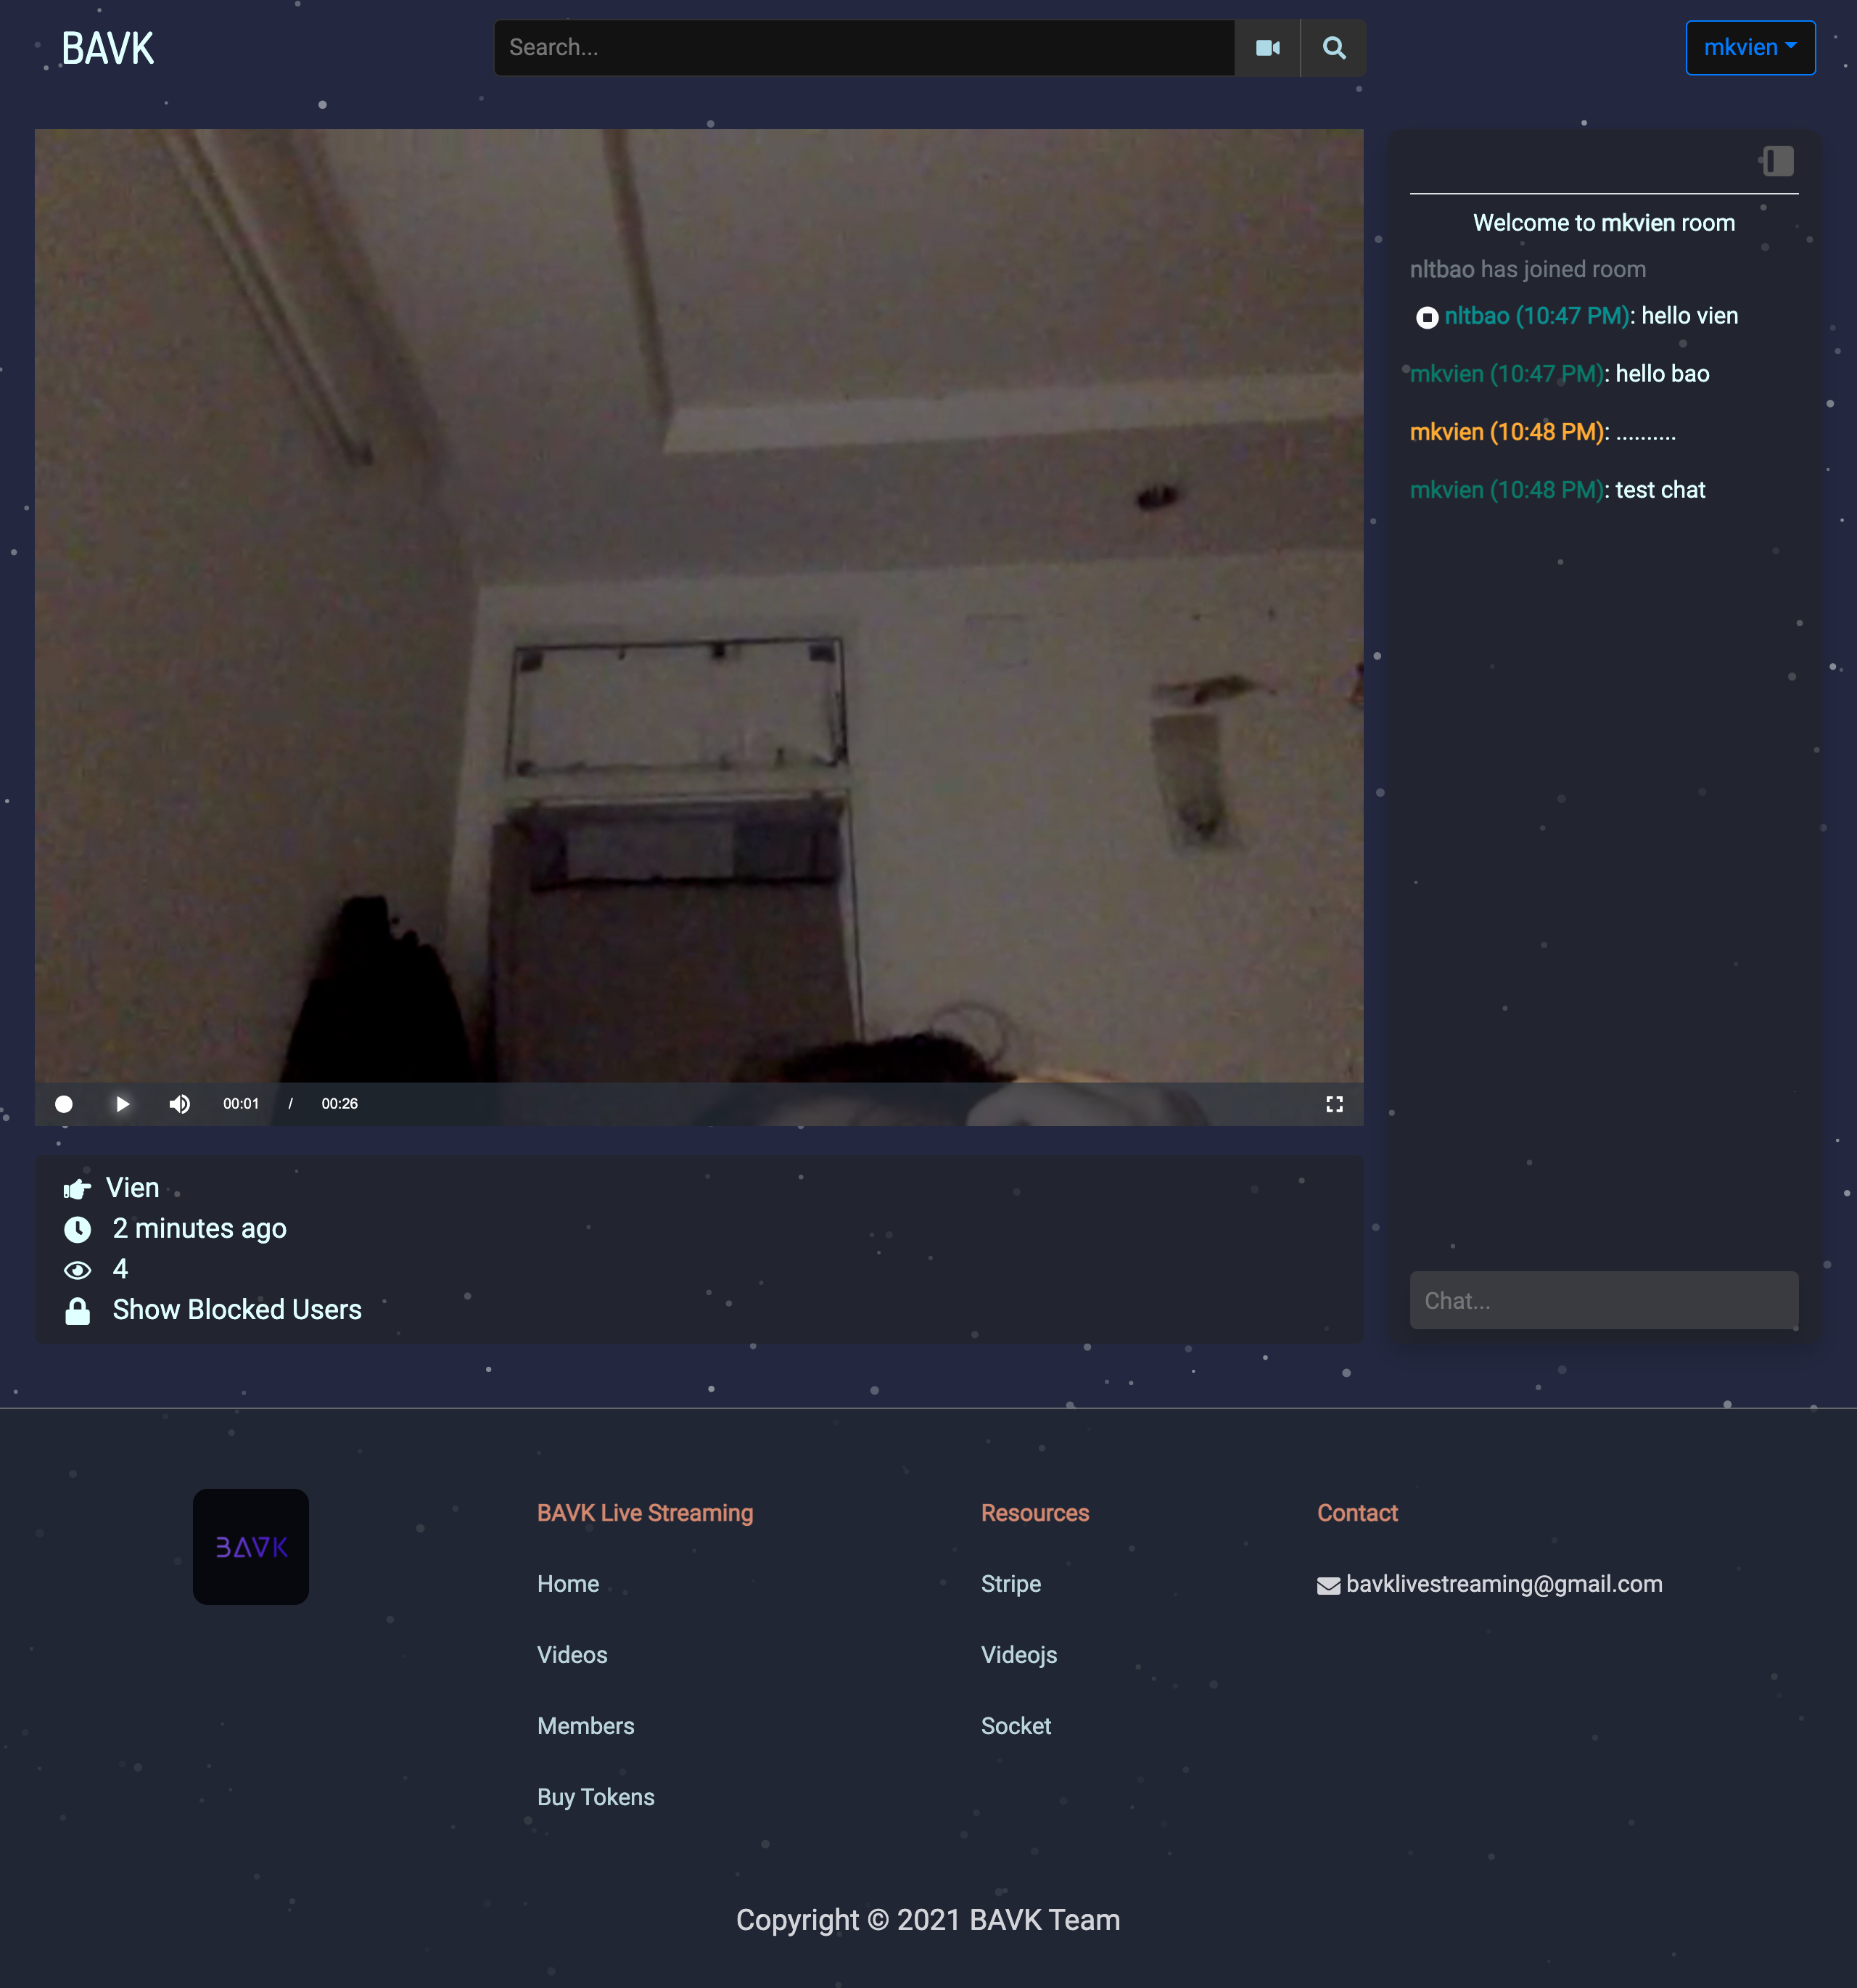 BAVK
Search...
mkvien
Welcome to mkvien room
nltbao has joined room
nltbao (10:47 PM): hello vien
mkvien (10:47 PM): hello bao
mkvien (10:48 PM): ..........
mkvien (10:48 PM): test chat
Chat...
00:01 / 00:26
Vien
2 minutes ago
4
Show Blocked Users
BAVK
BAVK Live Streaming
Home
Videos
Members
Buy Tokens
Resources
Stripe
Videojs
Socket
Contact
bavklivestreaming@gmail.com
Copyright © 2021 BAVK Team